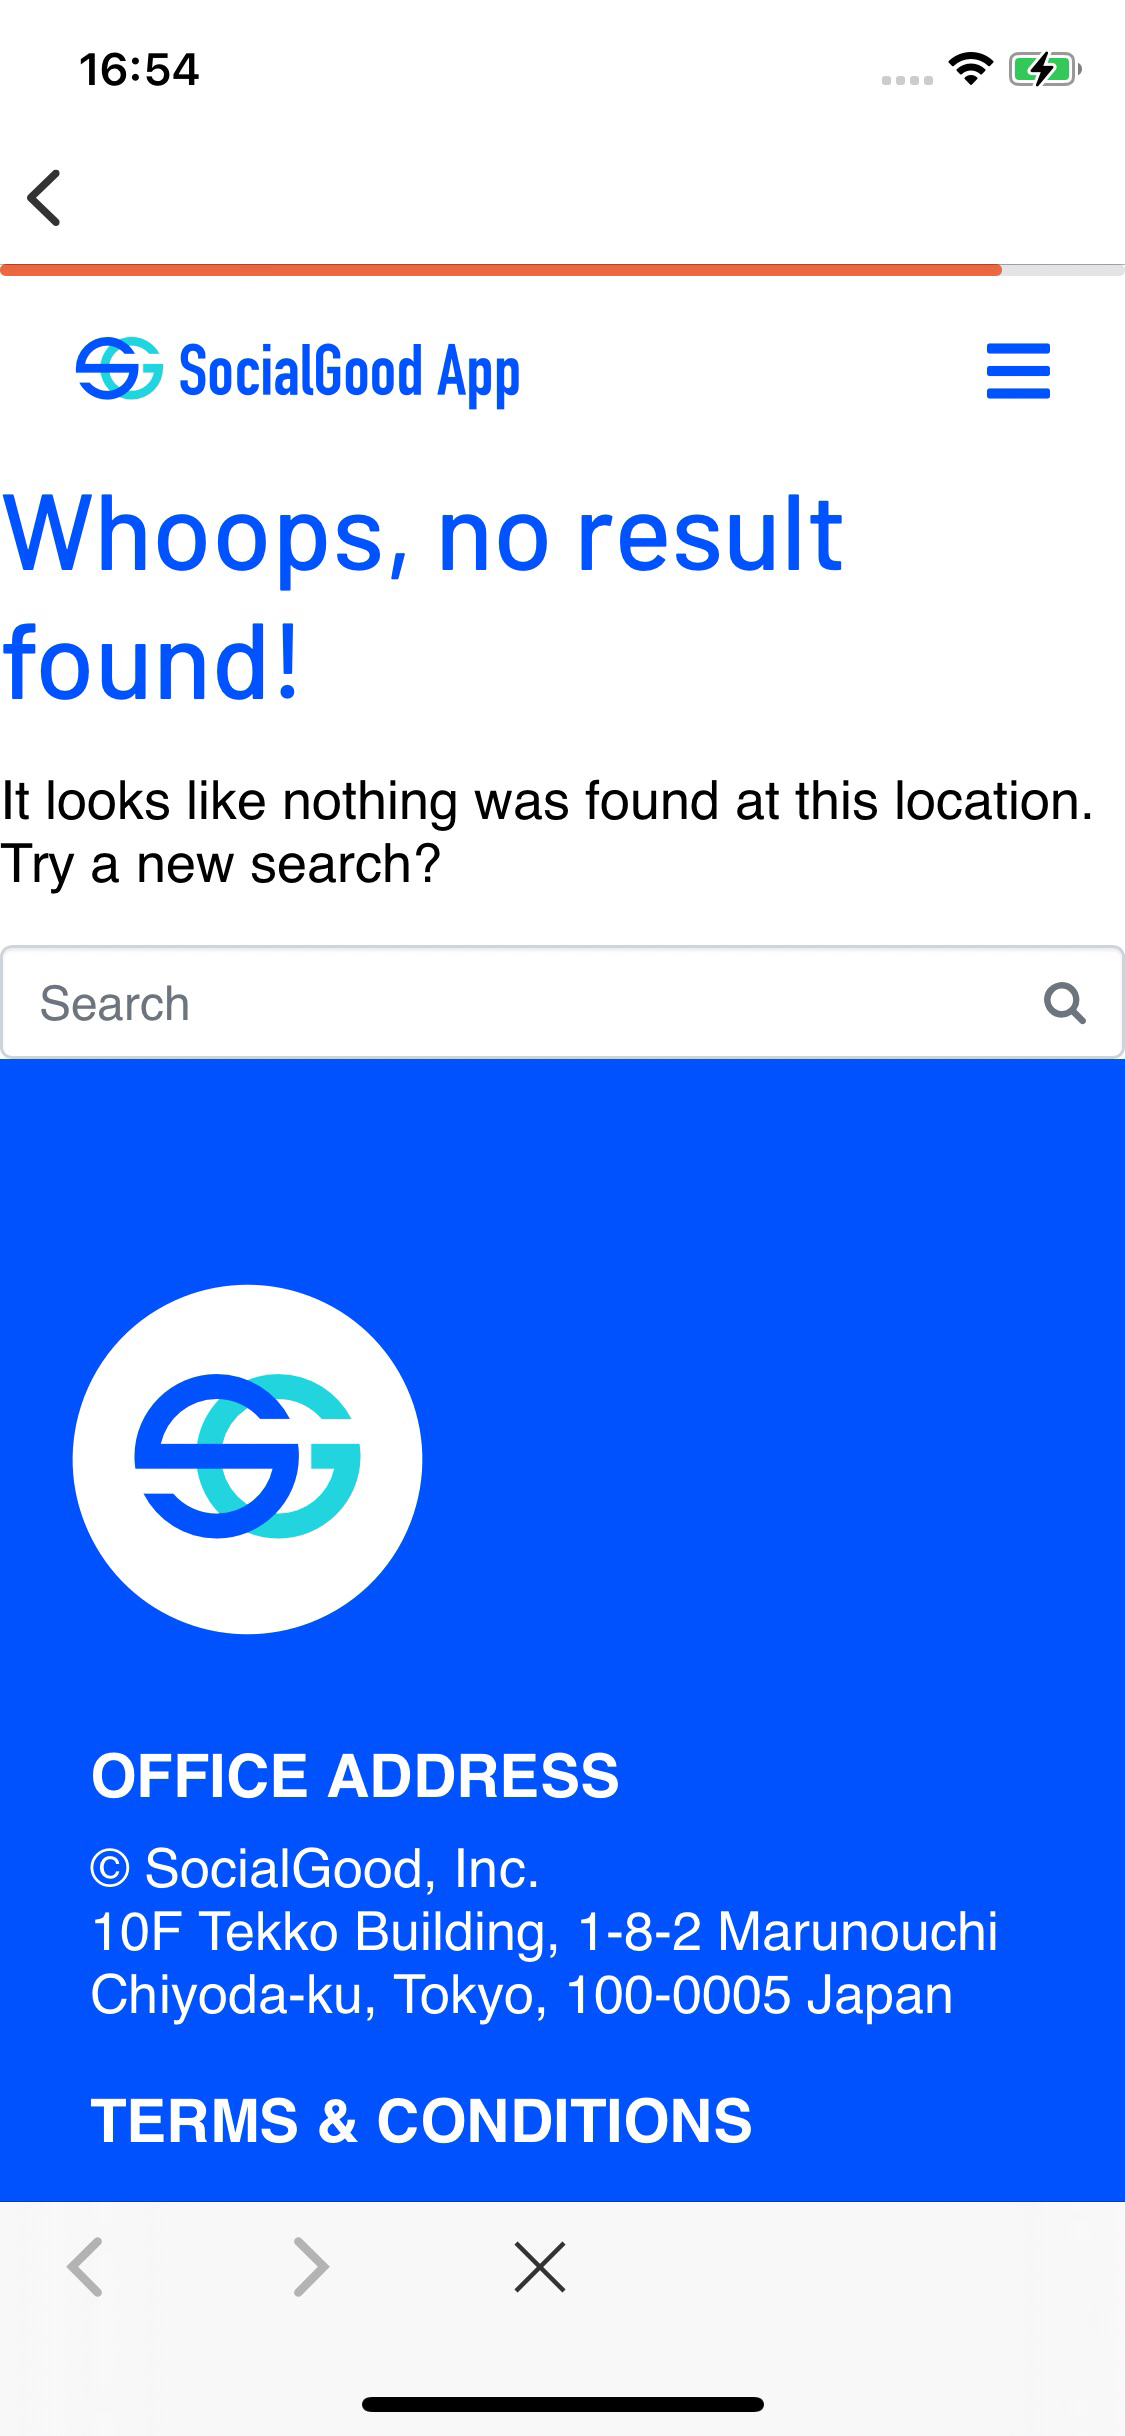 16:54
SocialGood App
Whoops, no result
found!
It looks like nothing was found at this location.
Try a new search?
Search
SG
OFFICE ADDRESS
© SocialGood, Inc.
10F Tekko Building, 1-8-2 Marunouchi
Chiyoda-ku, Tokyo, 100-0005 Japan
TERMS & CONDITIONS